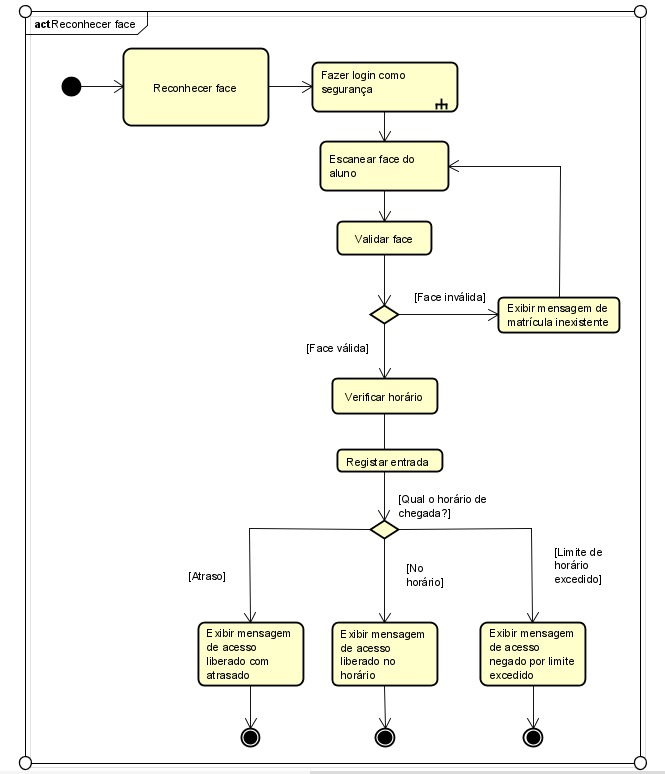 actReconhecer face
Reconhecer face
Fazer login como
segurança
Escanear face do
aluno
Validar face
[Face inválida]
Exibir mensagem de
matrícula inexistente
[Face válida]
Verificar horário
Registar entrada
[Qual o horário de
chegada?]
[Atraso]
[No
horário]
[Limite de
horário
excedido]
Exibir mensagem
de acesso
liberado com
atrasado
Exibir mensagem
de acesso
liberado no
horário
Exibir mensagem
de acesso
negado por limite
excedido